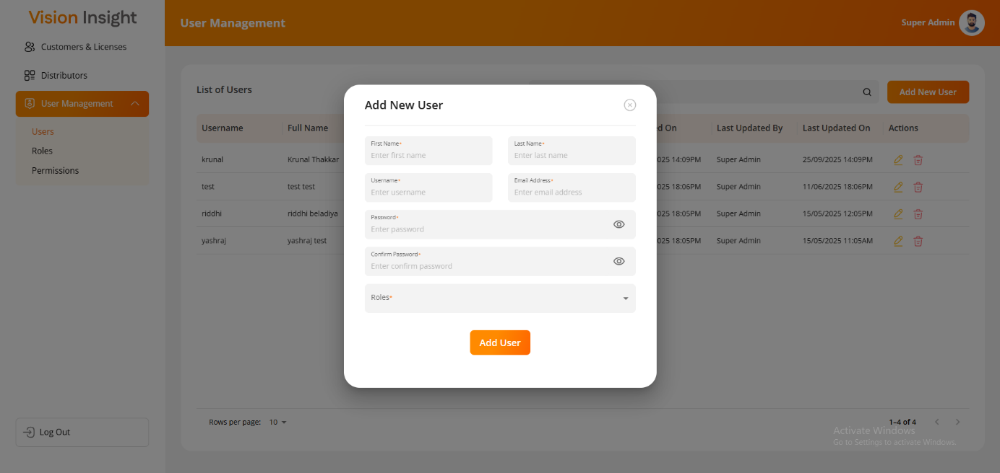 Vision Insight
User Management
Super Admin
Customers & Licenses
Distributors
User Management
Users
Roles
Permissions
Log Out
List of Users
Add New User
Username Full Name d On Last Updated By Last Updated On Actions
krunal Krunal Thakkar 025 14:09PM Super Admin 25/09/2025 14:09PM
test test test 025 18:06PM Super Admin 11/06/2025 18:06PM
riddhi riddhi beladiya 025 18:05PM Super Admin 15/05/2025 12:05PM
yashraj yashraj test 025 18:05PM Super Admin 15/05/2025 11:05AM
Add New User
First Name* Last Name*
Enter first name Enter last name
Username* Email Address*
Enter username Enter email address
Password*
Enter password
Confirm Password*
Enter confirm password
Roles*
Add User
Rows per page: 10 1–4 of 4
Activate Windows
Go to Settings to activate Windows.